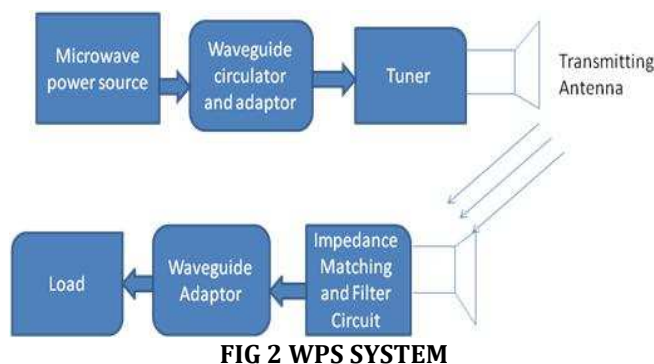 Microwave
power source
Waveguide
circulator
and adaptor
Tuner
Transmitting
Antenna
Load
Waveguide
Adaptor
Impedance
Matching
and Filter
Circuit
FIG 2 WPS SYSTEM